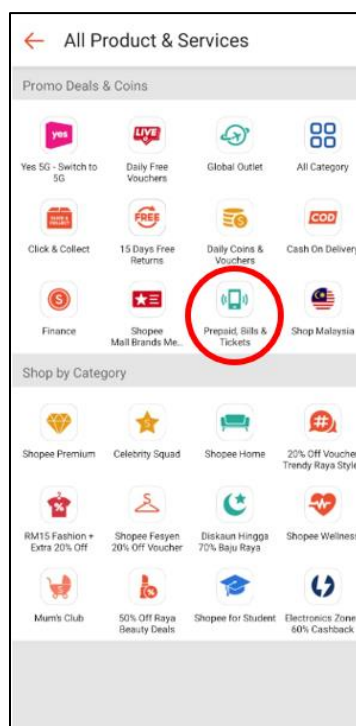 All Product & Services
Promo Deals & Coins
yes
LIVE
Yes 5G - Switch to
5G
Daily Free
Vouchers
Global Outlet
All Category
CLICK &
COLLECT
FREE
COD
Click & Collect
15 Days Free
Returns
Daily Coins &
Vouchers
Cash On Delivery
Finance
Shopee
Mall Brands Me...
Prepaid, Bills &
Tickets
Shop Malaysia
Shop by Category
Shopee Premium
Celebrity Squad
Shopee Home
20% Off Voucher
Trendy Raya Style
RM15 Fashion +
Extra 20% Off
Shopee Fesyen
20% Off Voucher
Diskaun Hingga
70% Baju Raya
Shopee Wellness
Mum's Club
50% Off Raya
Beauty Deals
Shopee for Student
Electronics Zone
60% Cashback